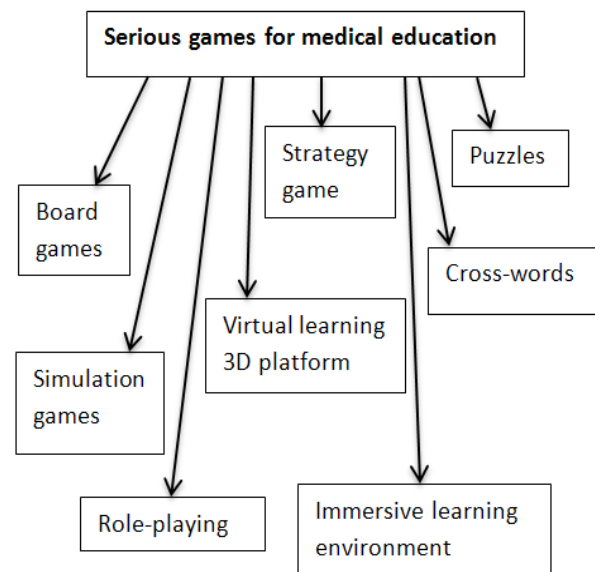 Serious games for medical education
Strategy
game
Puzzles
Board
games
Cross-words
Virtual learning
3D platform
Simulation
games
Role-playing
Immersive learning
environment